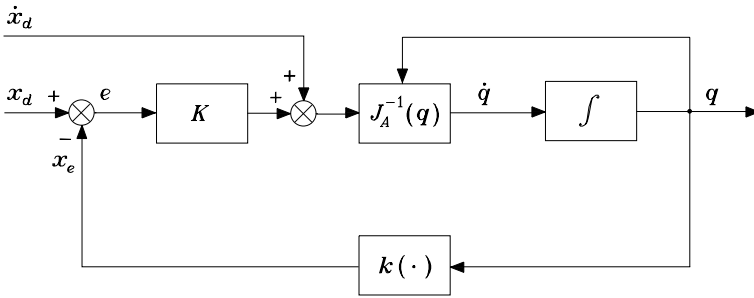 ẋ_d
x_d + e K + + J_A^{-1}(q) q̇ ∫ q
−
x_e
k(·)